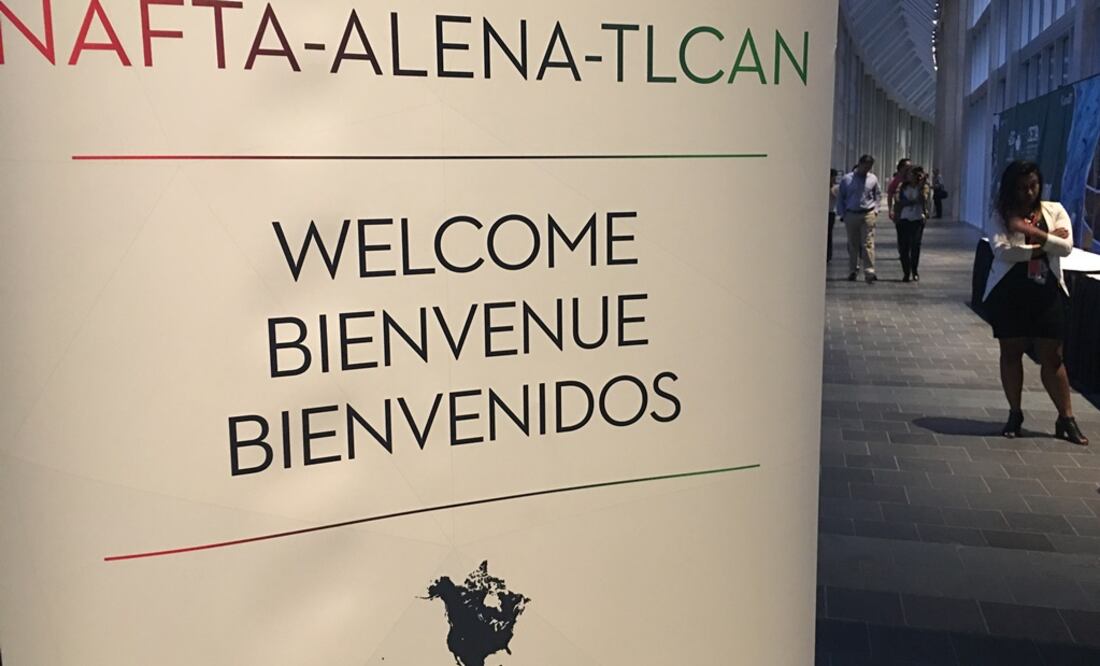 NAFTA-ALENA-TLCAN
WELCOME
BIENVENUE
BIENVENIDOS